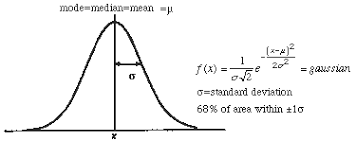 mode=median=mean =μ
σ
f(x) = 1/(σ√2) e^(-(x-μ)²/(2σ²)) = gaussian
σ=standard deviation
68% of area within ±1σ
x